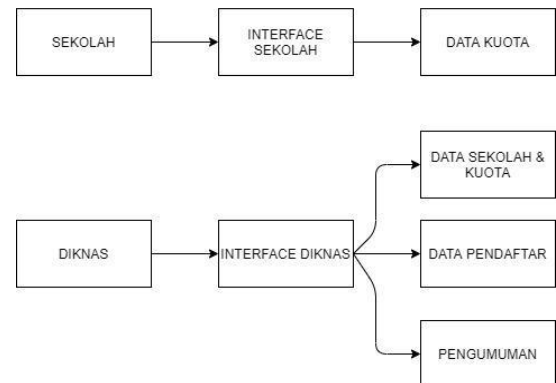 SEKOLAH
INTERFACE
SEKOLAH
DATA KUOTA
DATA SEKOLAH &
KUOTA
DIKNAS
INTERFACE DIKNAS
DATA PENDAFTAR
PENGUMUMAN